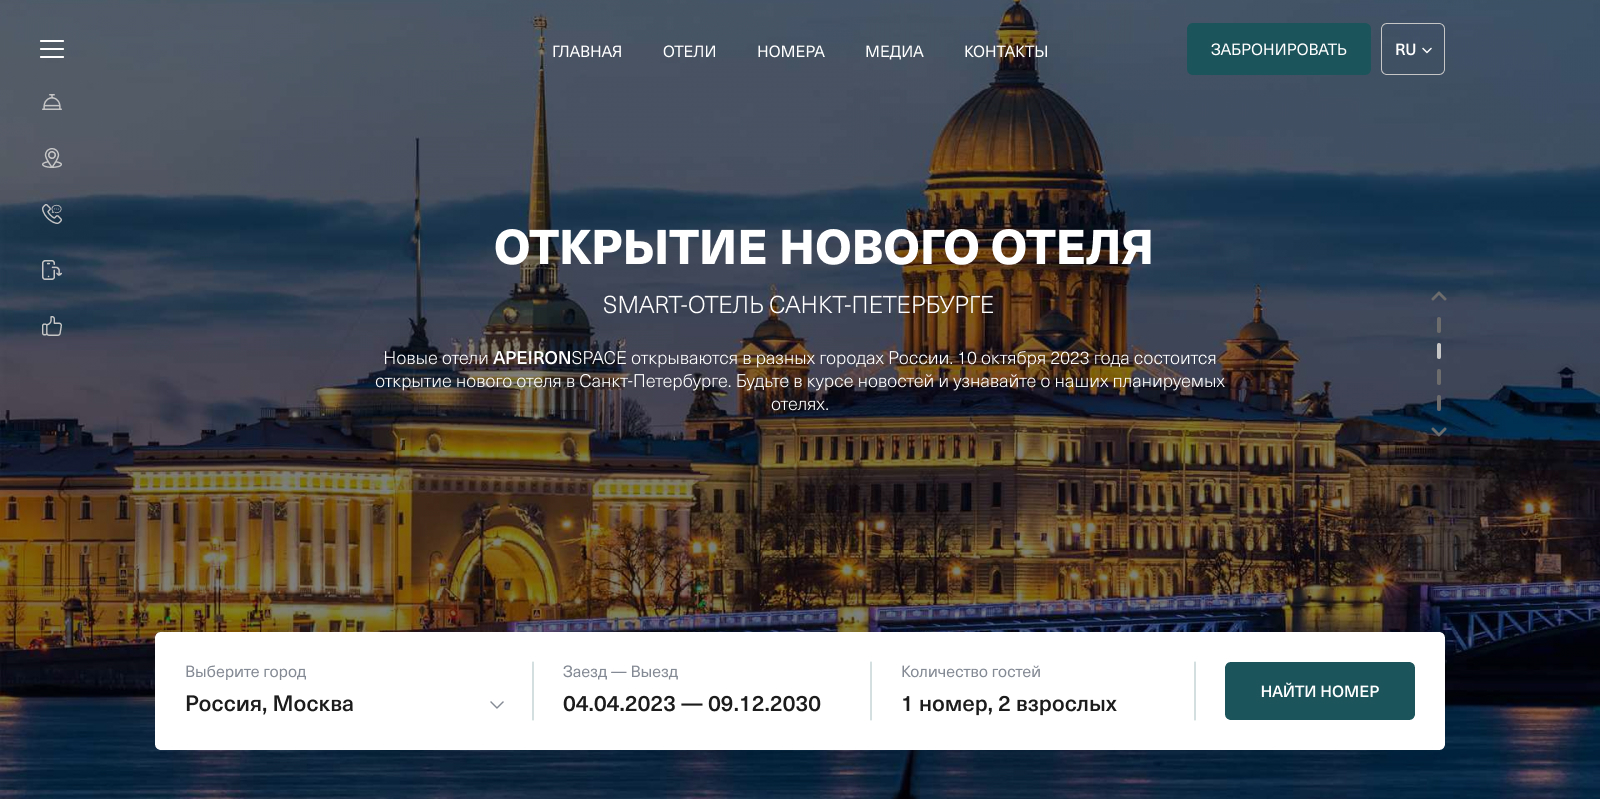 ГЛАВНАЯ ОТЕЛИ НОМЕРА МЕДИА КОНТАКТЫ ЗАБРОНИРОВАТЬ RU
ОТКРЫТИЕ НОВОГО ОТЕЛЯ
SMART-ОТЕЛЬ САНКТ-ПЕТЕРБУРГЕ
Новые отели APEIRONSPACE открываются в разных городах России. 10 октября 2023 года состоится
открытие нового отеля в Санкт-Петербурге. Будьте в курсе новостей и узнавайте о наших планируемых
отелях.
Выберите город Заезд — Выезд Количество гостей
Россия, Москва 04.04.2023 — 09.12.2030 1 номер, 2 взрослых НАЙТИ НОМЕР